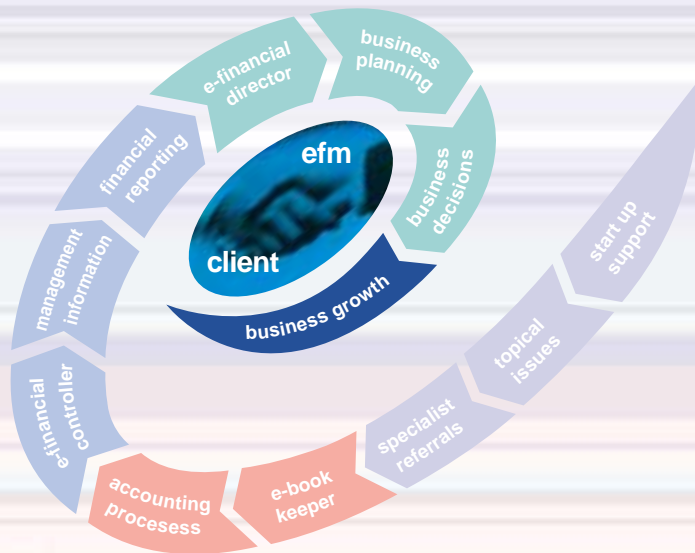 start up
support
topical
issues
specialist
referrals
e-book
keeper
accounting
procesess
e-financial
controller
management
information
financial
reporting
e-financial
director
business
planning
business
decisions
business growth
efm
client